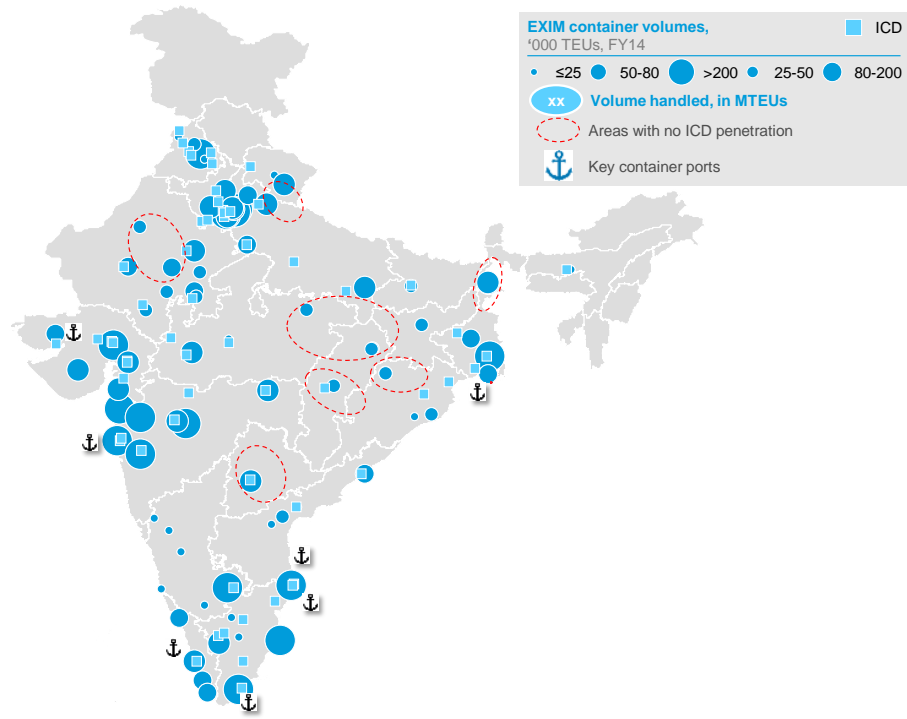 EXIM container volumes,
‘000 TEUs, FY14
ICD
≤25 50-80 >200 25-50 80-200
xx Volume handled, in MTEUs
Areas with no ICD penetration
Key container ports